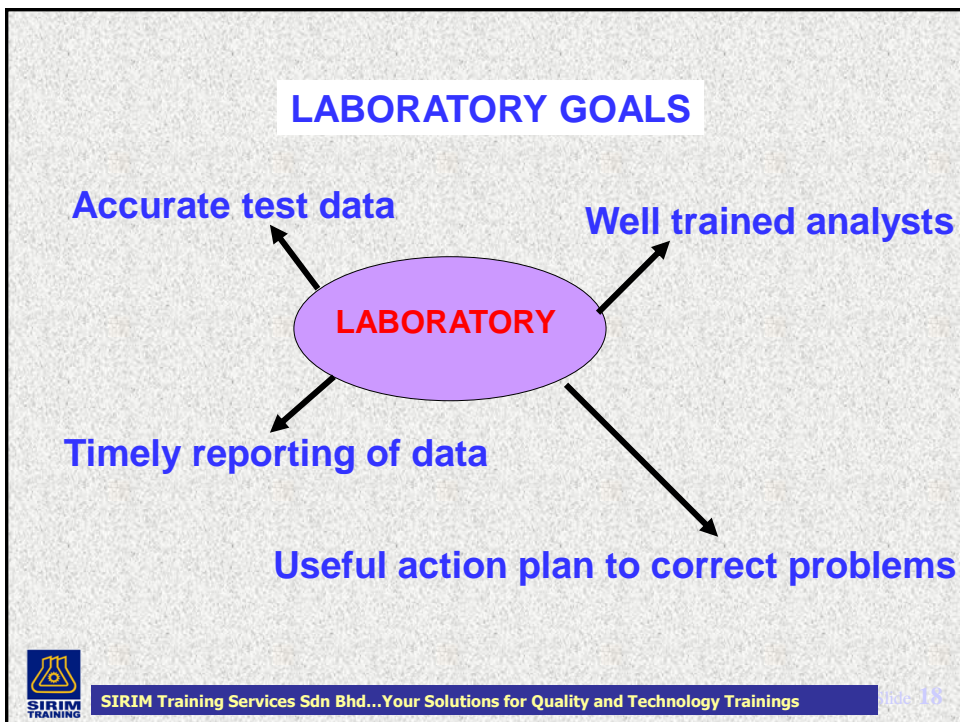 LABORATORY GOALS
Accurate test data
Well trained analysts
LABORATORY
Timely reporting of data
Useful action plan to correct problems
SIRIM
TRAINING
SIRIM Training Services Sdn Bhd...Your Solutions for Quality and Technology Trainings
Slide 18